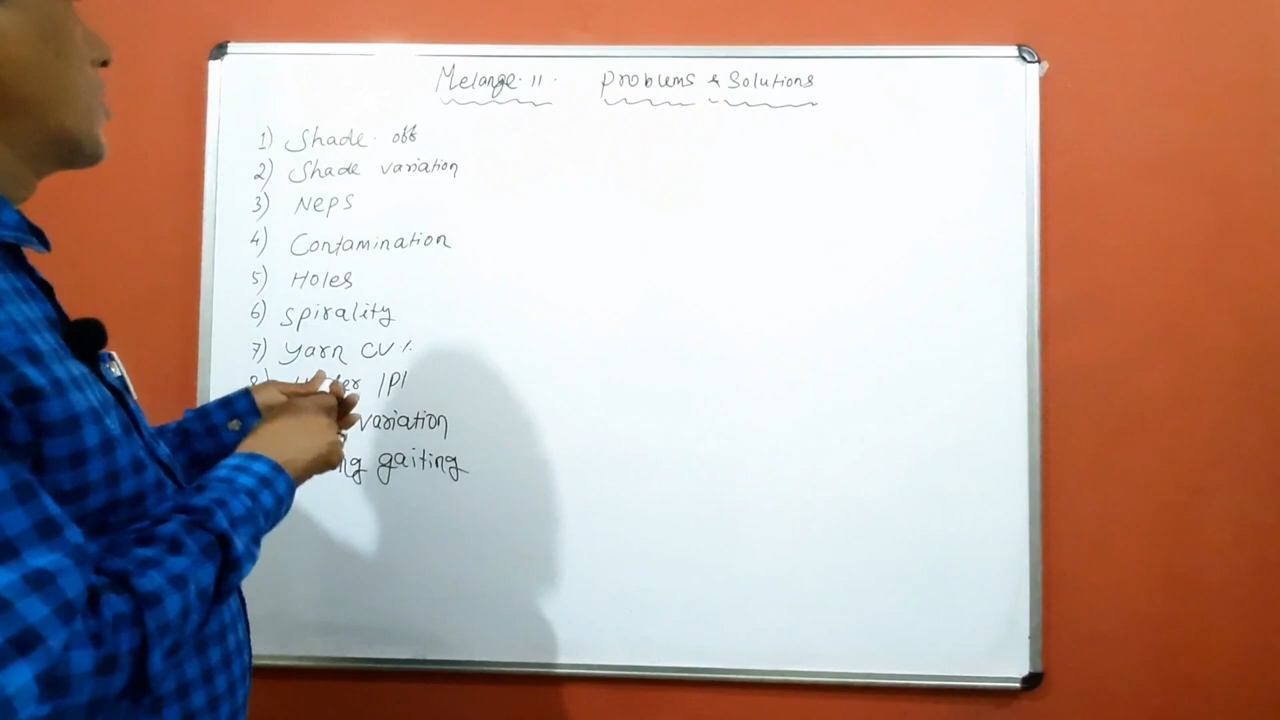 Melange. 11. problems & Solutions
1) Shade. off
2) Shade variation
3) Neps
4) Contamination
5) Holes
6) Spirality
7) Yarn CV%
8) IPI
variation
gaiting